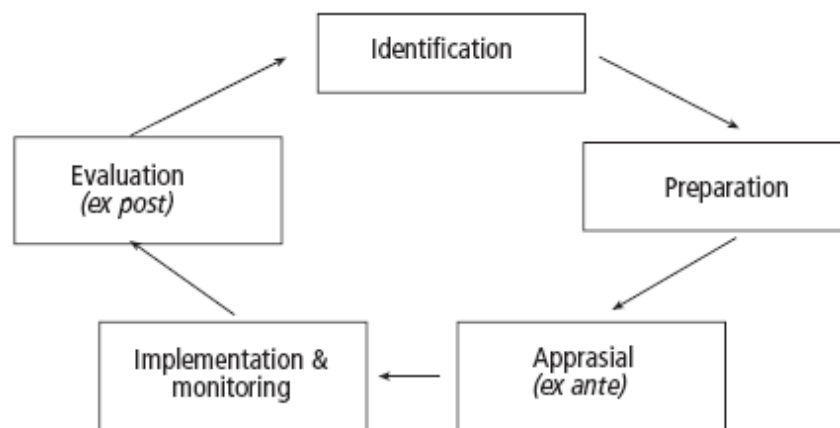 Identification
Preparation
Apprasial
(ex ante)
Implementation &
monitoring
Evaluation
(ex post)